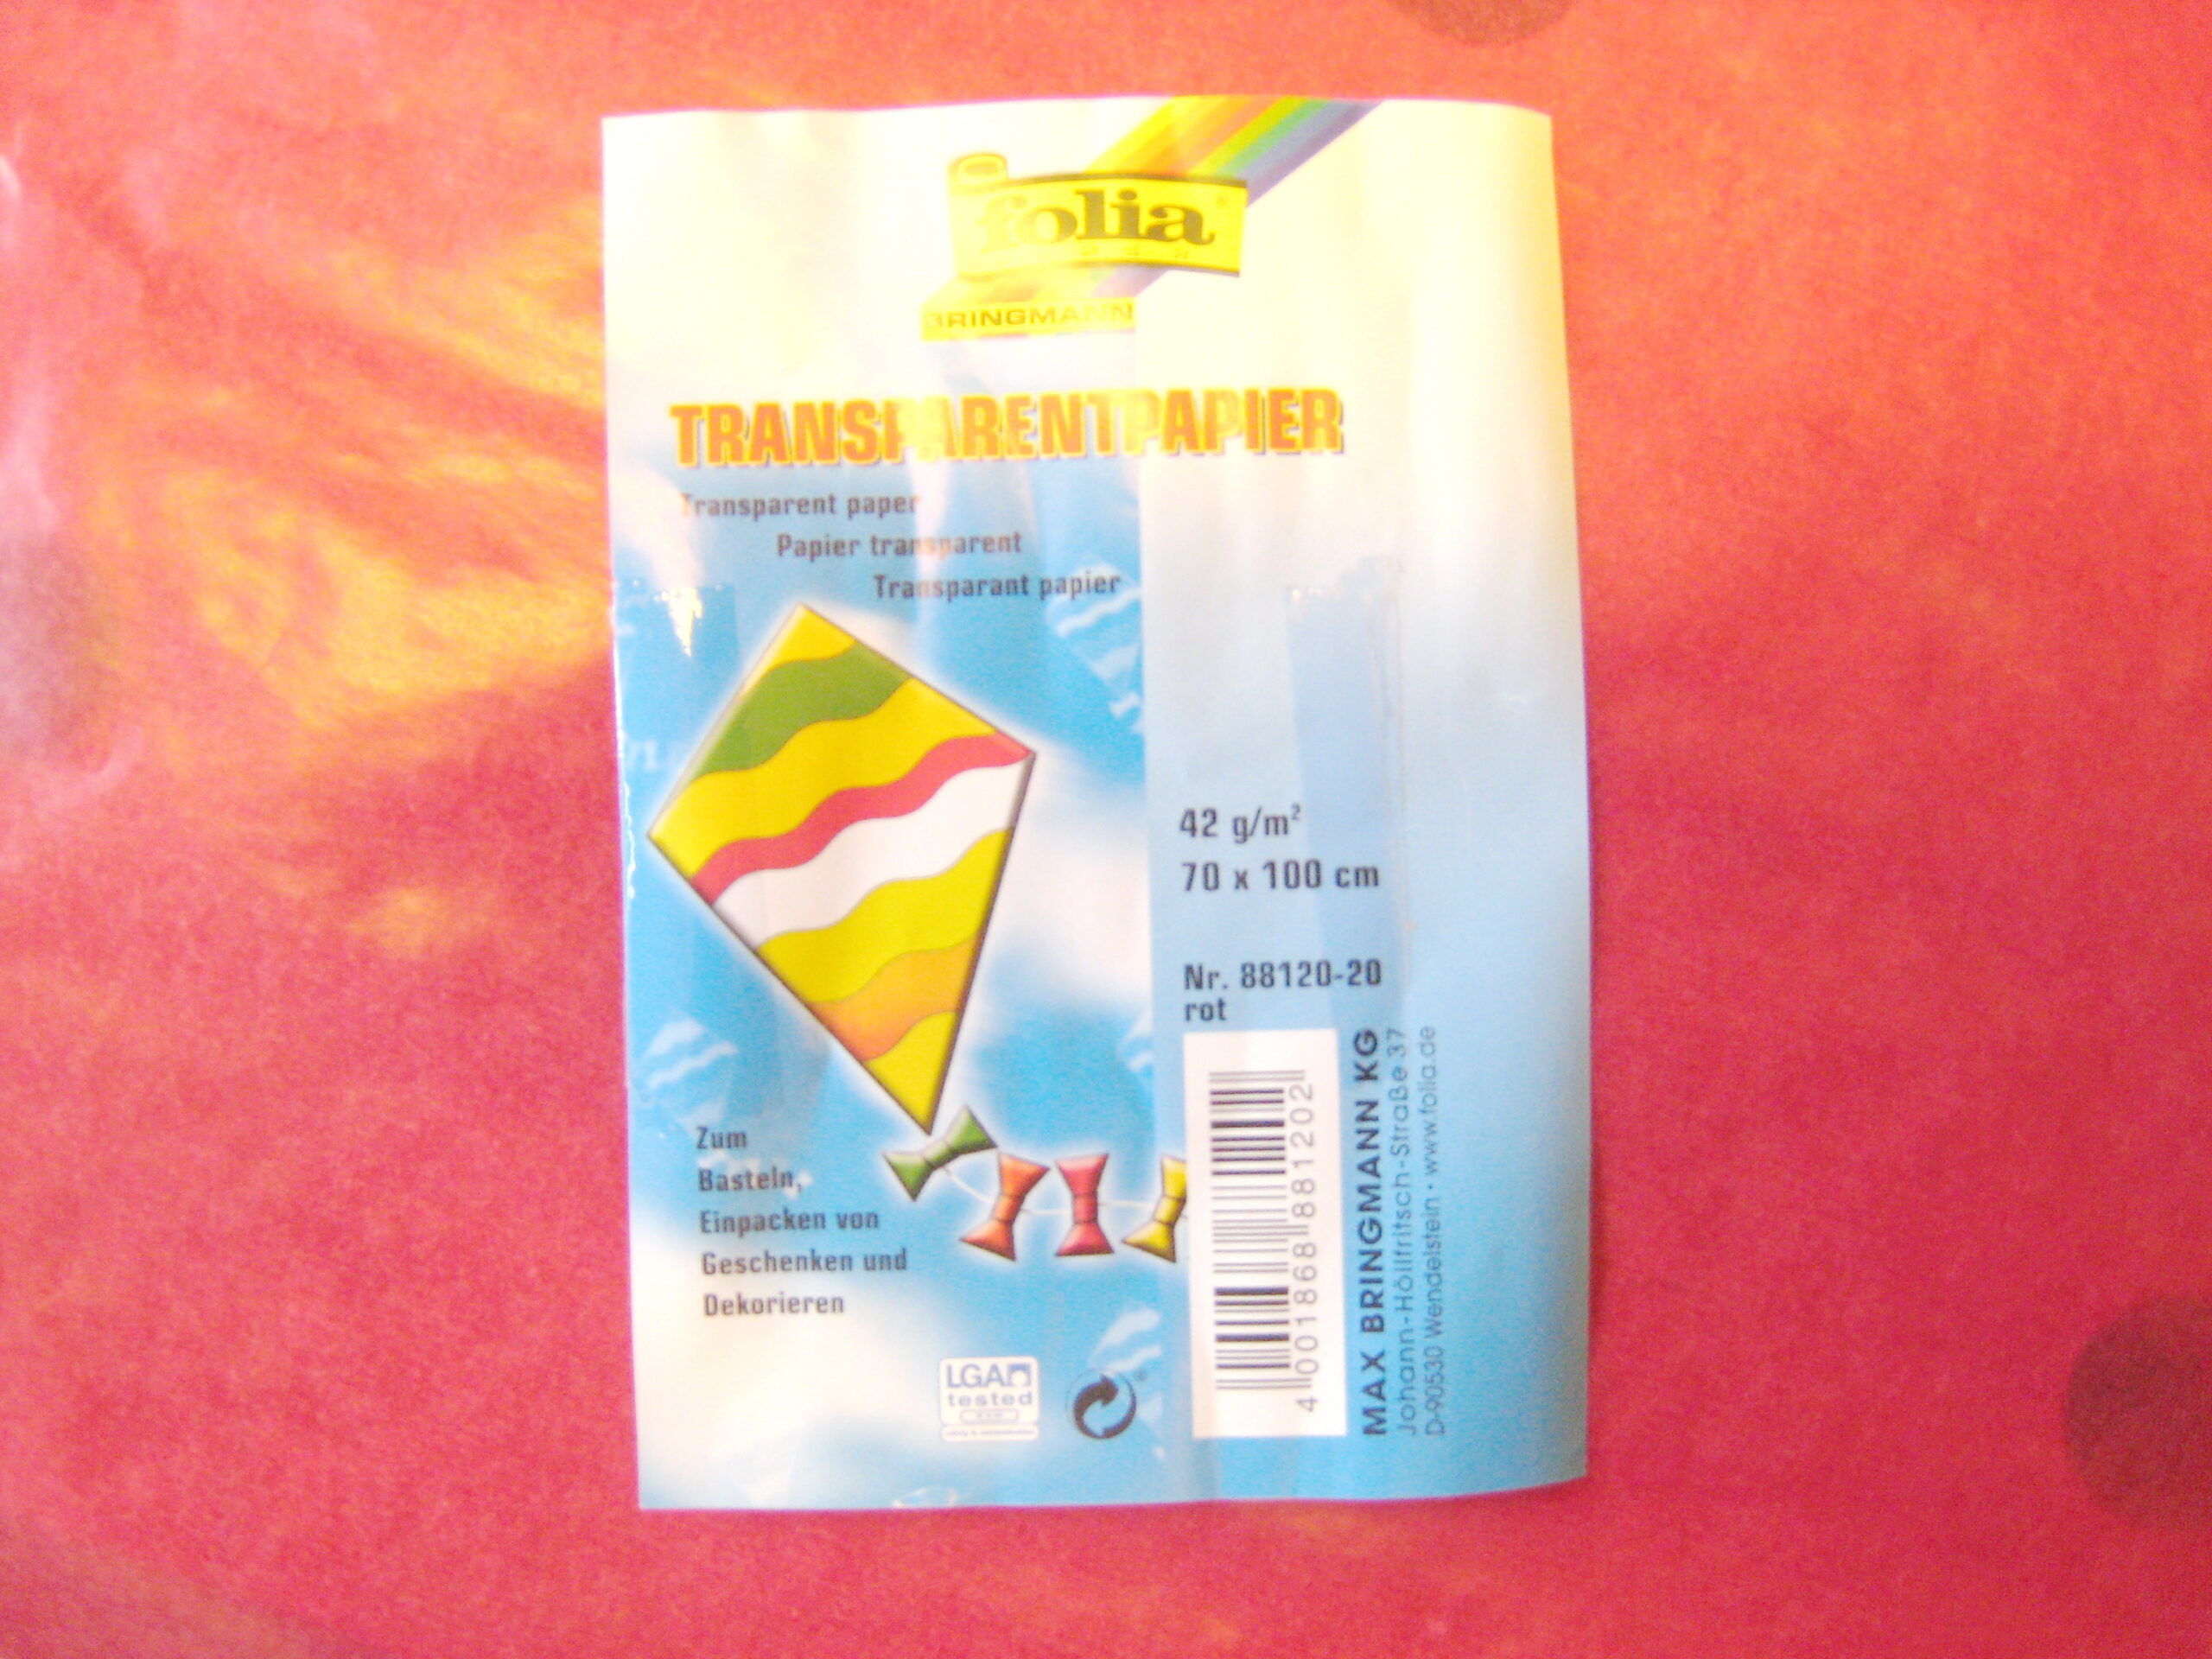 folia
BRINGMANN
TRANSPARENTPAPIER
Transparent paper
Papier transparent
Transparant papier
42 g/m²
70 x 100 cm
Nr. 88120-20
rot
Zum
Basteln,
Einpacken von
Geschenken und
Dekorieren
LGA
tested
4 001868 881202
MAX BRINGMANN KG
Johann-Höllfritsch-Straße 37
D-90530 Wendelstein · www.folia.de